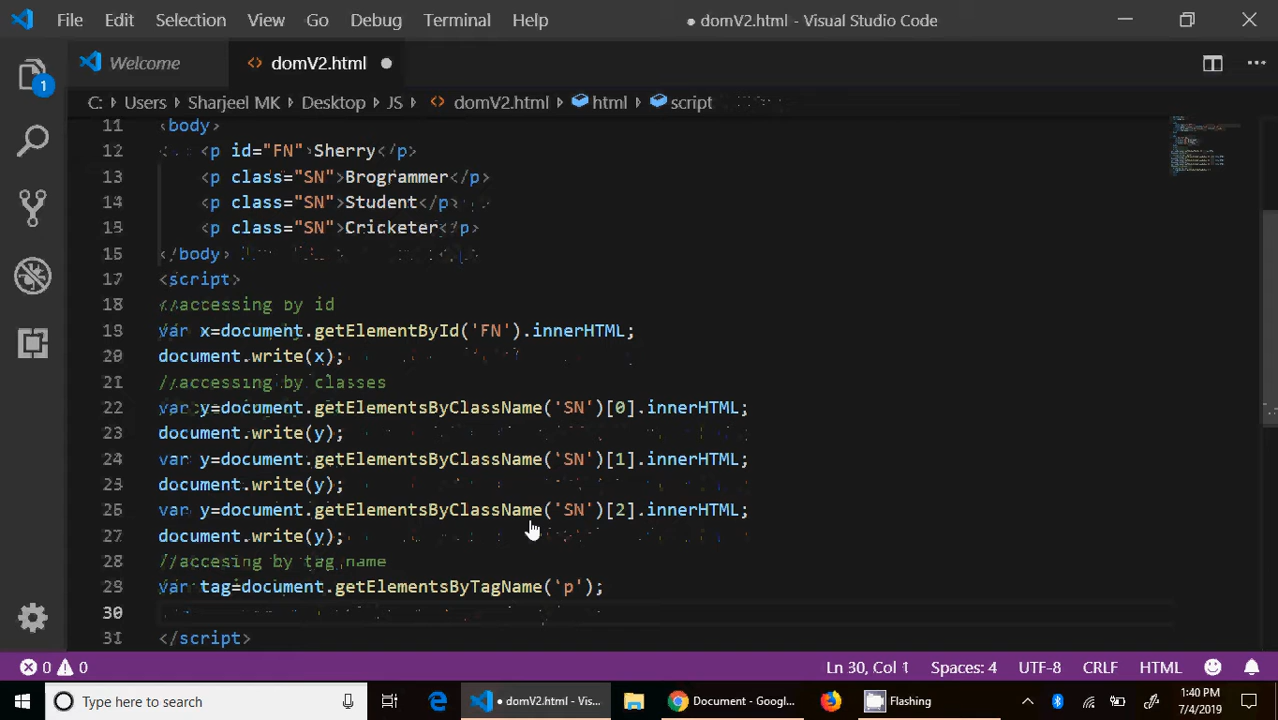 File Edit Selection View Go Debug Terminal Help ● domV2.html - Visual Studio Code
Welcome domV2.html
C: › Users › Sharjeel MK › Desktop › JS › domV2.html › html › script
11 <body>
12 <p id="FN">Sherry</p>
13 <p class="SN">Brogrammer</p>
14 <p class="SN">Student</p>
15 <p class="SN">Cricketer</p>
16 </body>
17 <script>
18 //accessing by id
19 var x=document.getElementById('FN').innerHTML;
20 document.write(x);
21 //accessing by classes
22 var y=document.getElementsByClassName('SN')[0].innerHTML;
23 document.write(y);
24 var y=document.getElementsByClassName('SN')[1].innerHTML;
25 document.write(y);
26 var y=document.getElementsByClassName('SN')[2].innerHTML;
27 document.write(y);
28 //accesing by tag name
29 var tag=document.getElementsByTagName('p');
30
31 </script>
1
0 0 Ln 30, Col 1 Spaces: 4 UTF-8 CRLF HTML
Type here to search ● domV2.html - Vis... Document - Googl... Flashing 1:40 PM
7/4/2019